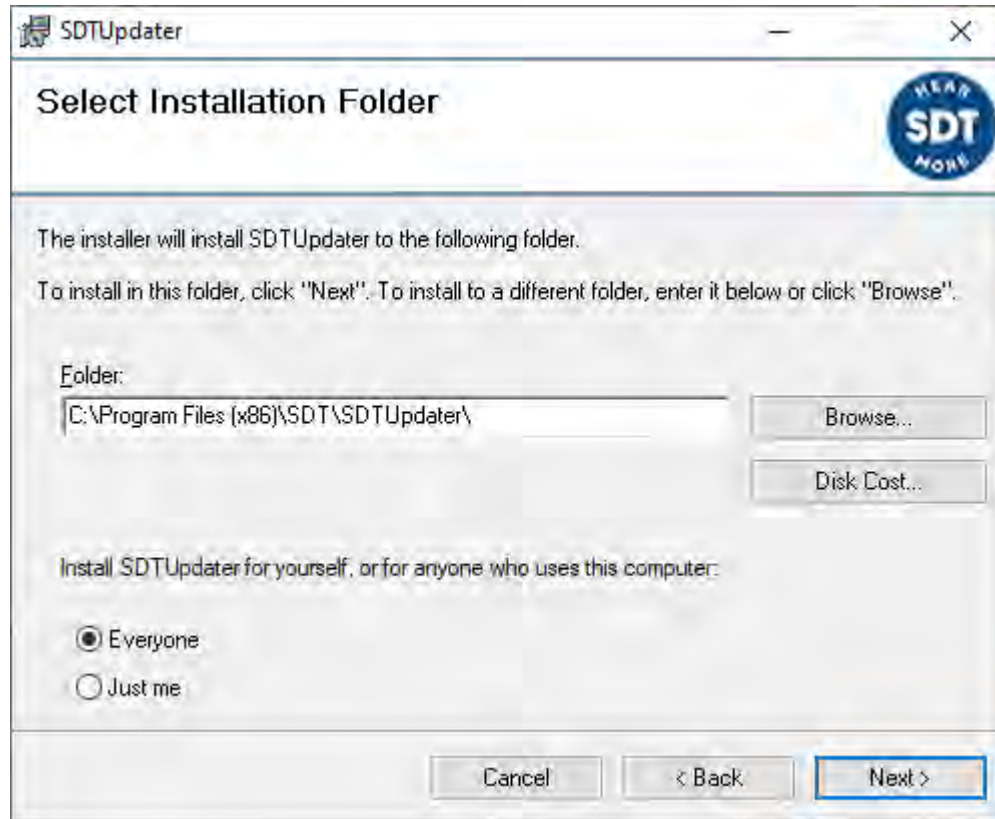 SDTUpdater
Select Installation Folder
HEAR
SDT
MORE
The installer will install SDTUpdater to the following folder.
To install in this folder, click "Next". To install to a different folder, enter it below or click "Browse".
Folder:
C:\Program Files (x86)\SDT\SDTUpdater\
Browse...
Disk Cost...
Install SDTUpdater for yourself, or for anyone who uses this computer:
Everyone
Just me
Cancel
< Back
Next >